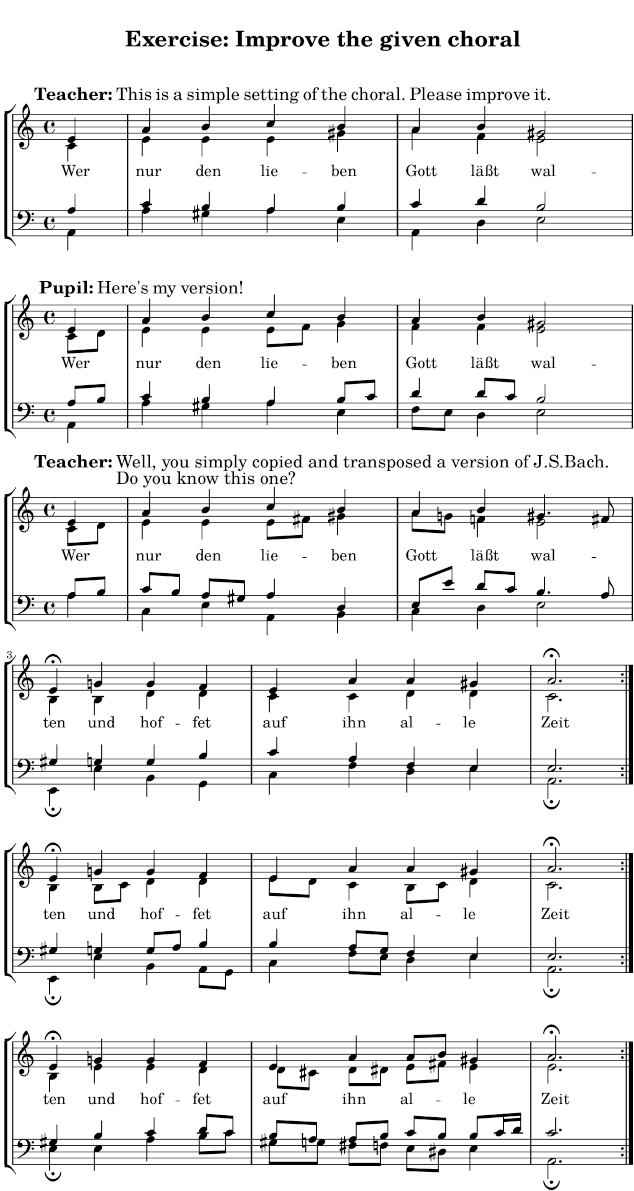 Exercise: Improve the given choral
Teacher: This is a simple setting of the choral. Please improve it.
Wer nur den lie - ben Gott läßt wal -
Pupil: Here's my version!
Wer nur den lie - ben Gott läßt wal -
Teacher: Well, you simply copied and transposed a version of J.S.Bach.
Do you know this one?
Wer nur den lie - ben Gott läßt wal -
3
ten und hof - fet auf ihn al - le Zeit
ten und hof - fet auf ihn al - le Zeit
ten und hof - fet auf ihn al - le Zeit